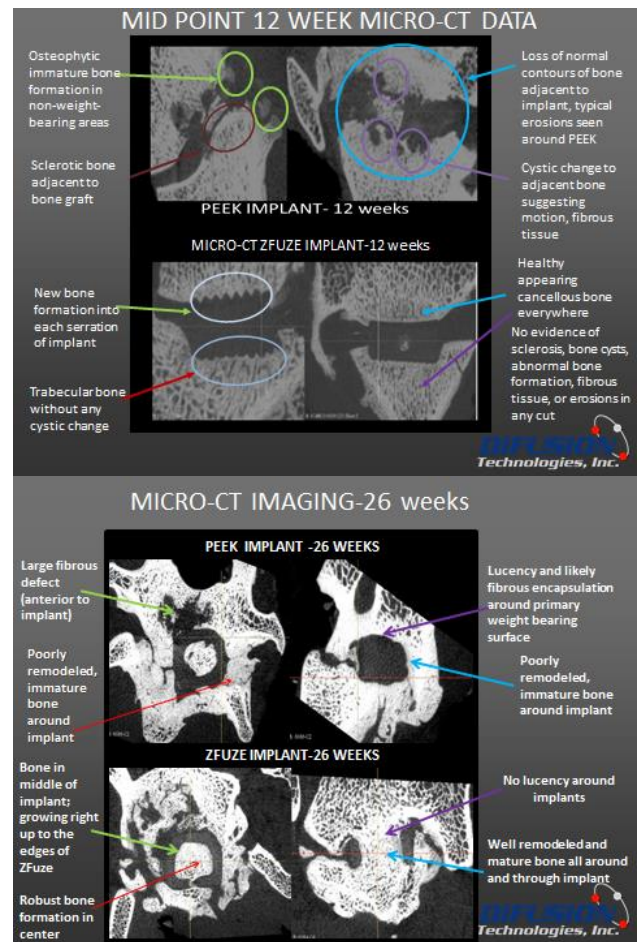 MID POINT 12 WEEK MICRO-CT DATA
Osteophytic
immature bone
formation in
non-weight-
bearing areas
Sclerotic bone
adjacent to
bone graft
Loss of normal
contours of bone
adjacent to
implant, typical
erosions seen
around PEEK
Cystic change to
adjacent bone
suggesting
motion, fibrous
tissue
PEEK IMPLANT- 12 weeks
MICRO-CT ZFUZE IMPLANT-12 weeks
New bone
formation into
each serration
of implant
Trabecular bone
without any
cystic change
Healthy
appearing
cancellous bone
everywhere
No evidence of
sclerosis, bone cysts,
abnormal bone
formation, fibrous
tissue, or erosions in
any cut
DIFUSION
Technologies, Inc.
MICRO-CT IMAGING-26 weeks
PEEK IMPLANT -26 WEEKS
Large fibrous
defect
(anterior to
implant)
Poorly
remodeled,
immature
bone
around
implant
Lucency and likely
fibrous encapsulation
around primary
weight bearing
surface
Poorly
remodeled,
immature bone
around implant
ZFUZE IMPLANT-26 WEEKS
Bone in
middle of
implant;
growing right
up to the
edges of
ZFuze
Robust bone
formation in
center
No lucency around
implants
Well remodeled and
mature bone all around
and through implant
DIFUSION
Technologies, Inc.